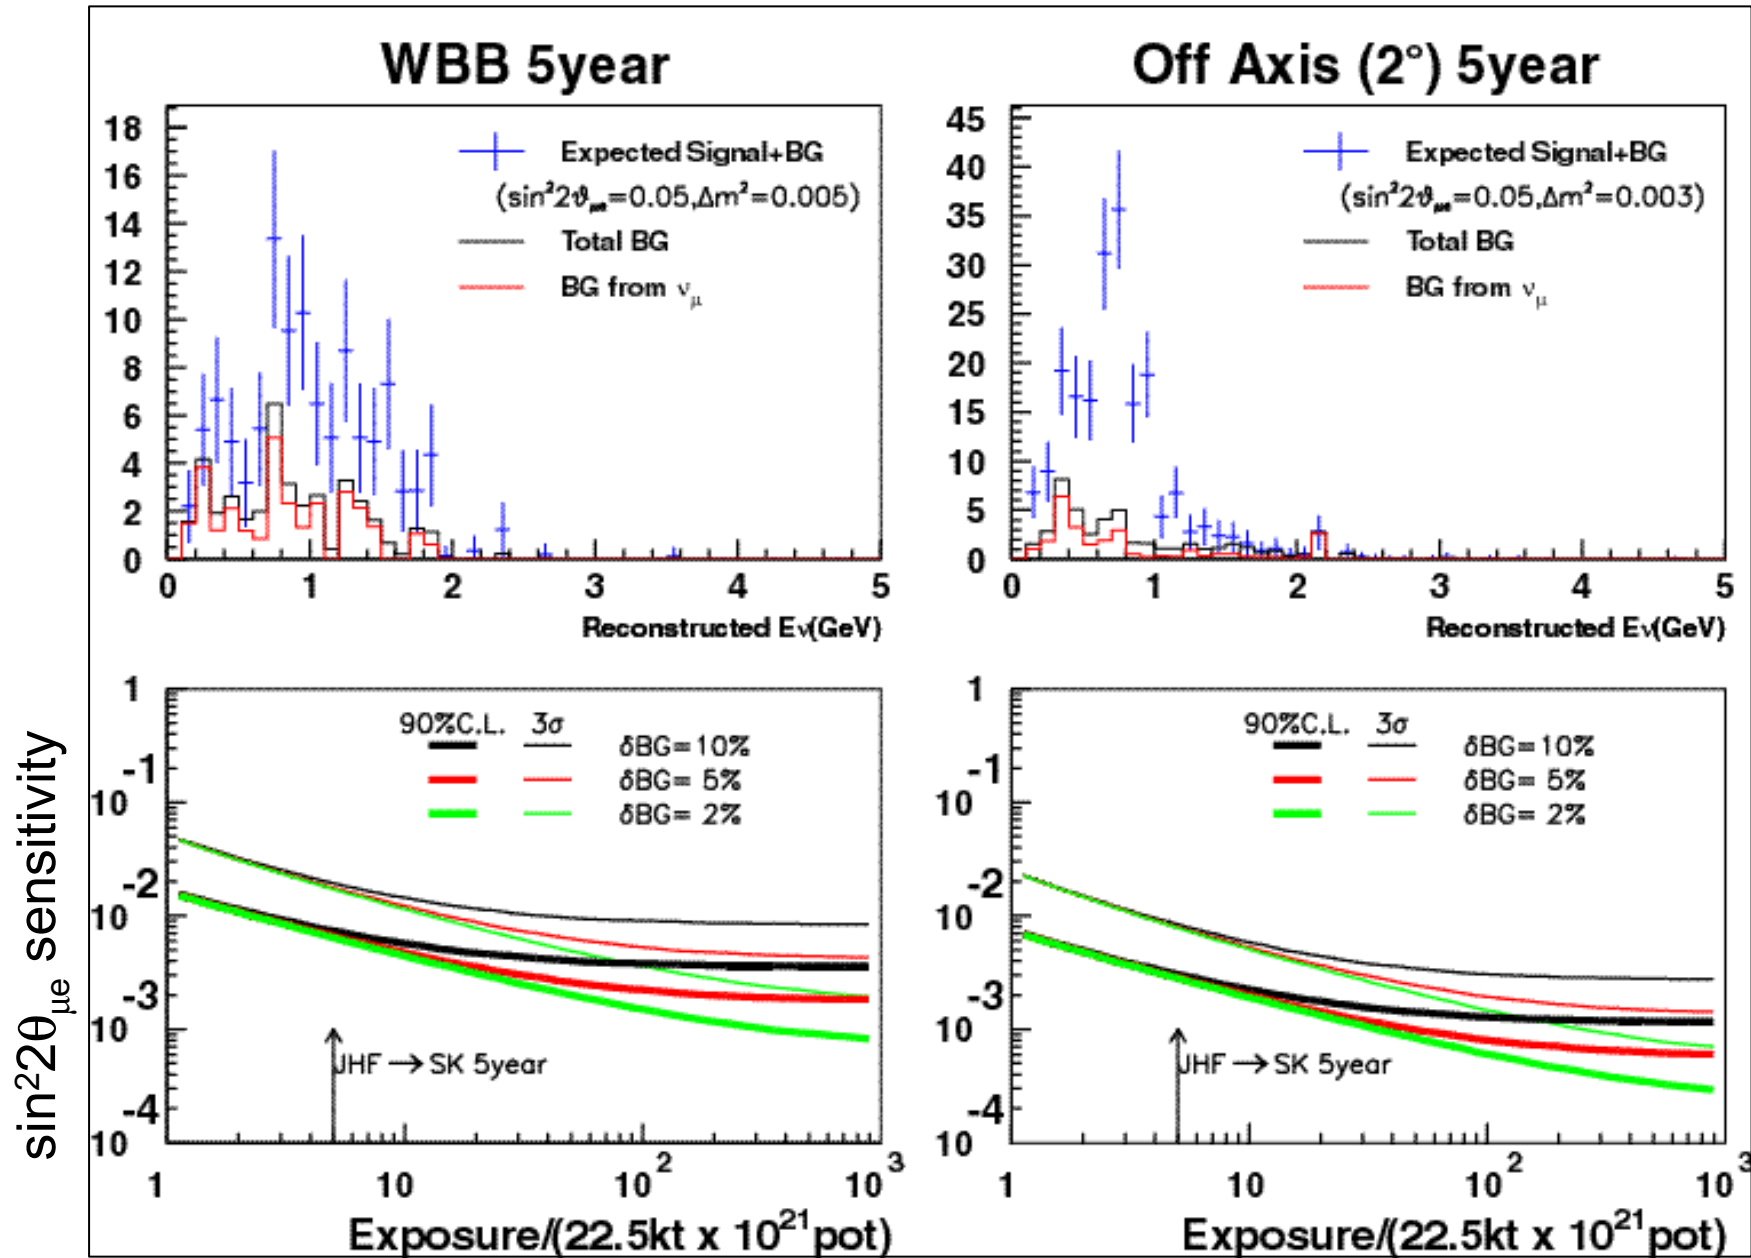 WBB 5year
18
16
14
12
10
8
6
4
2
0
Expected Signal+BG
(sin²2ϑμe=0.05,Δm²=0.005)
Total BG
BG from νμ
0 1 2 3 4 5
Reconstructed Eν(GeV)
Off Axis (2°) 5year
45
40
35
30
25
20
15
10
5
0
Expected Signal+BG
(sin²2ϑμe=0.05,Δm²=0.003)
Total BG
BG from νμ
0 1 2 3 4 5
Reconstructed Eν(GeV)
sin²2θμe sensitivity
1
10⁻¹
10⁻²
10⁻³
10⁻⁴
90%C.L. 3σ
δBG=10%
δBG= 5%
δBG= 2%
JHF → SK 5year
1 10 10² 10³
Exposure/(22.5kt x 10²¹pot)
1
10⁻¹
10⁻²
10⁻³
10⁻⁴
90%C.L. 3σ
δBG=10%
δBG= 5%
δBG= 2%
JHF → SK 5year
1 10 10² 10³
Exposure/(22.5kt x 10²¹pot)